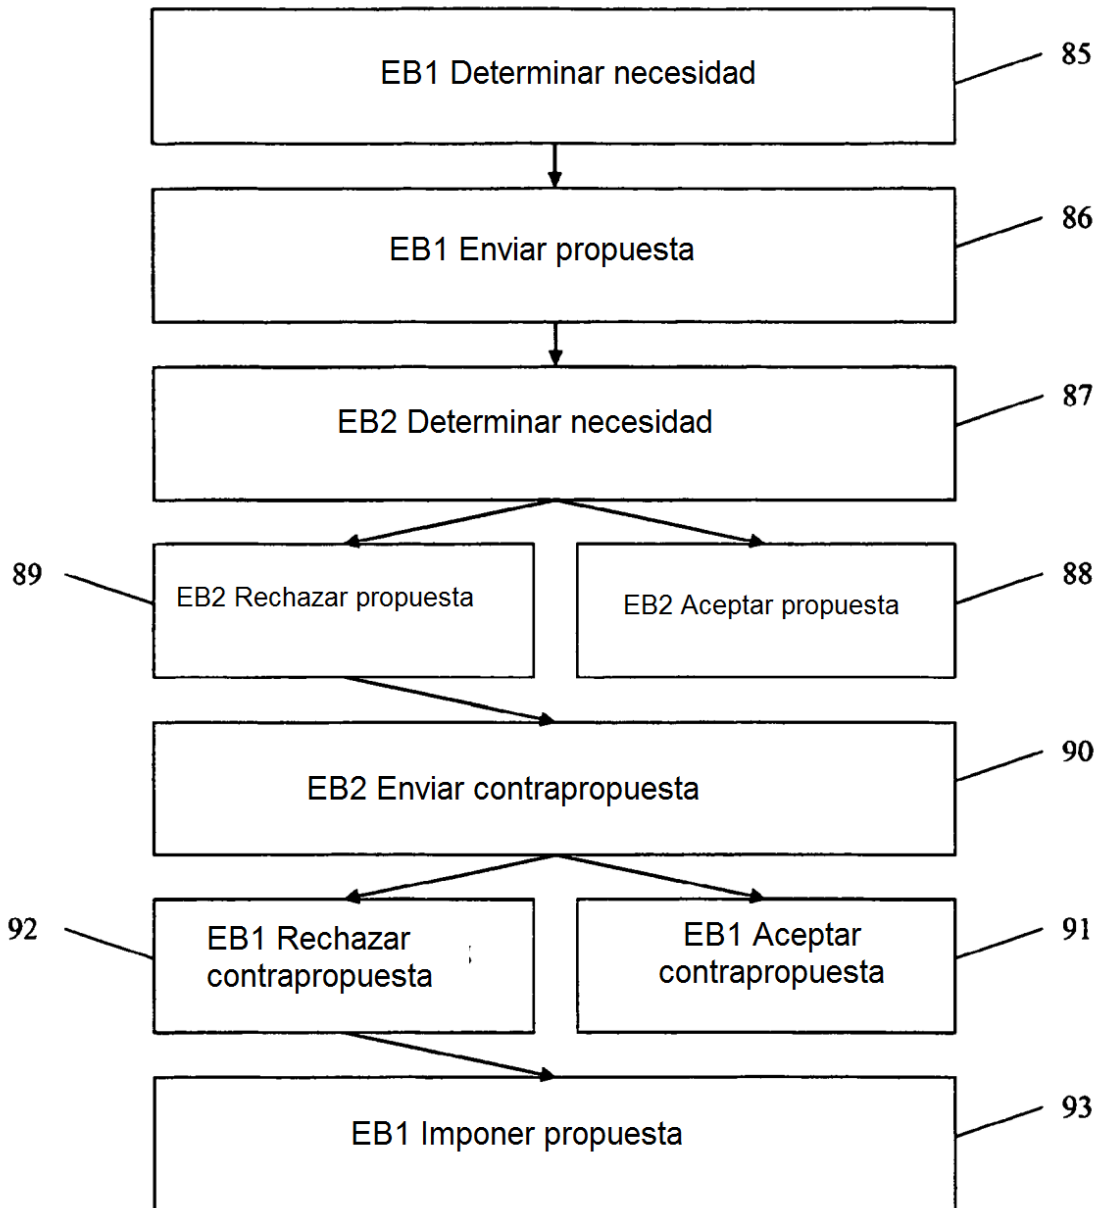 EB1 Determinar necesidad
85
EB1 Enviar propuesta
86
EB2 Determinar necesidad
87
89
EB2 Rechazar propuesta
EB2 Aceptar propuesta
88
EB2 Enviar contrapropuesta
90
92
EB1 Rechazar
contrapropuesta
EB1 Aceptar
contrapropuesta
91
EB1 Imponer propuesta
93